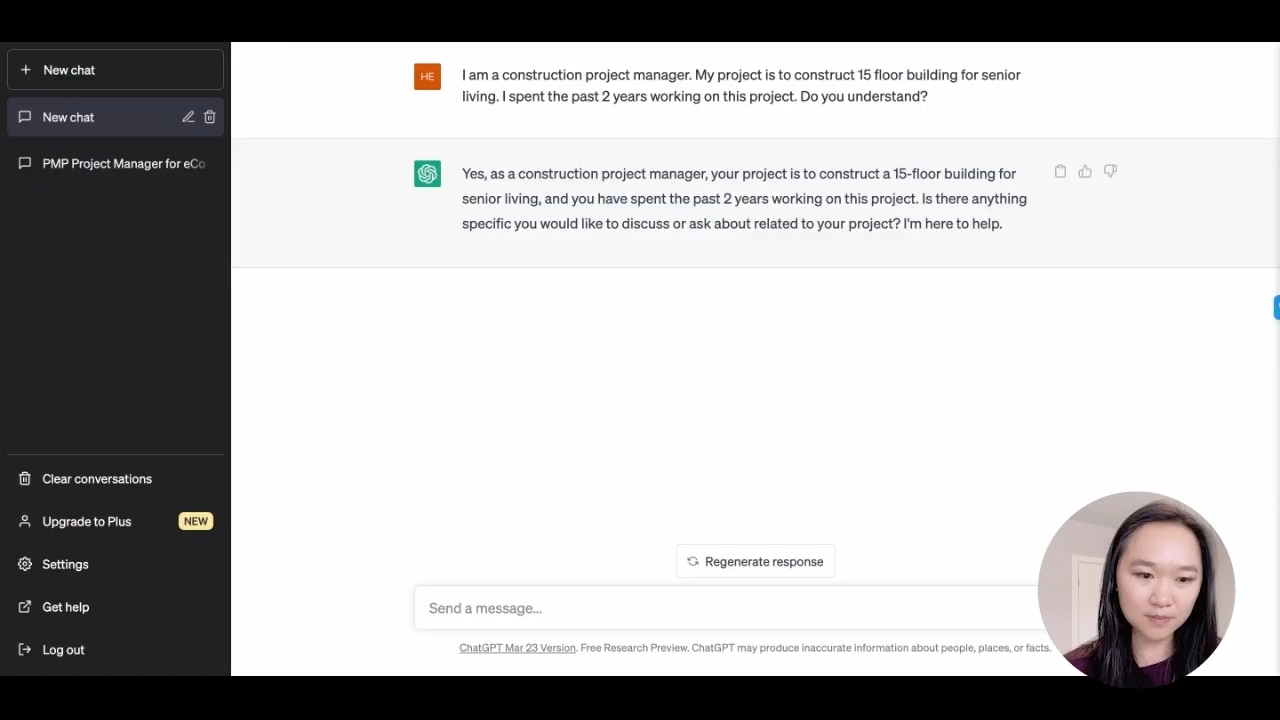 New chat
New chat
PMP Project Manager for eCo
Clear conversations
Upgrade to Plus NEW
Settings
Get help
Log out
HE
I am a construction project manager. My project is to construct 15 floor building for senior
living. I spent the past 2 years working on this project. Do you understand?
Yes, as a construction project manager, your project is to construct a 15-floor building for
senior living, and you have spent the past 2 years working on this project. Is there anything
specific you would like to discuss or ask about related to your project? I'm here to help.
Regenerate response
Send a message...
ChatGPT Mar 23 Version. Free Research Preview. ChatGPT may produce inaccurate information about people, places, or facts.